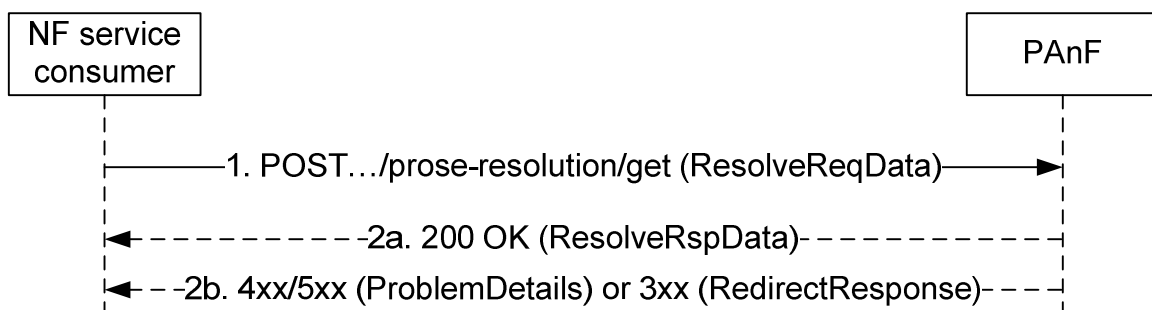 NF service
consumer
PAnF
1. POST…/prose-resolution/get (ResolveReqData)
2a. 200 OK (ResolveRspData)
2b. 4xx/5xx (ProblemDetails) or 3xx (RedirectResponse)